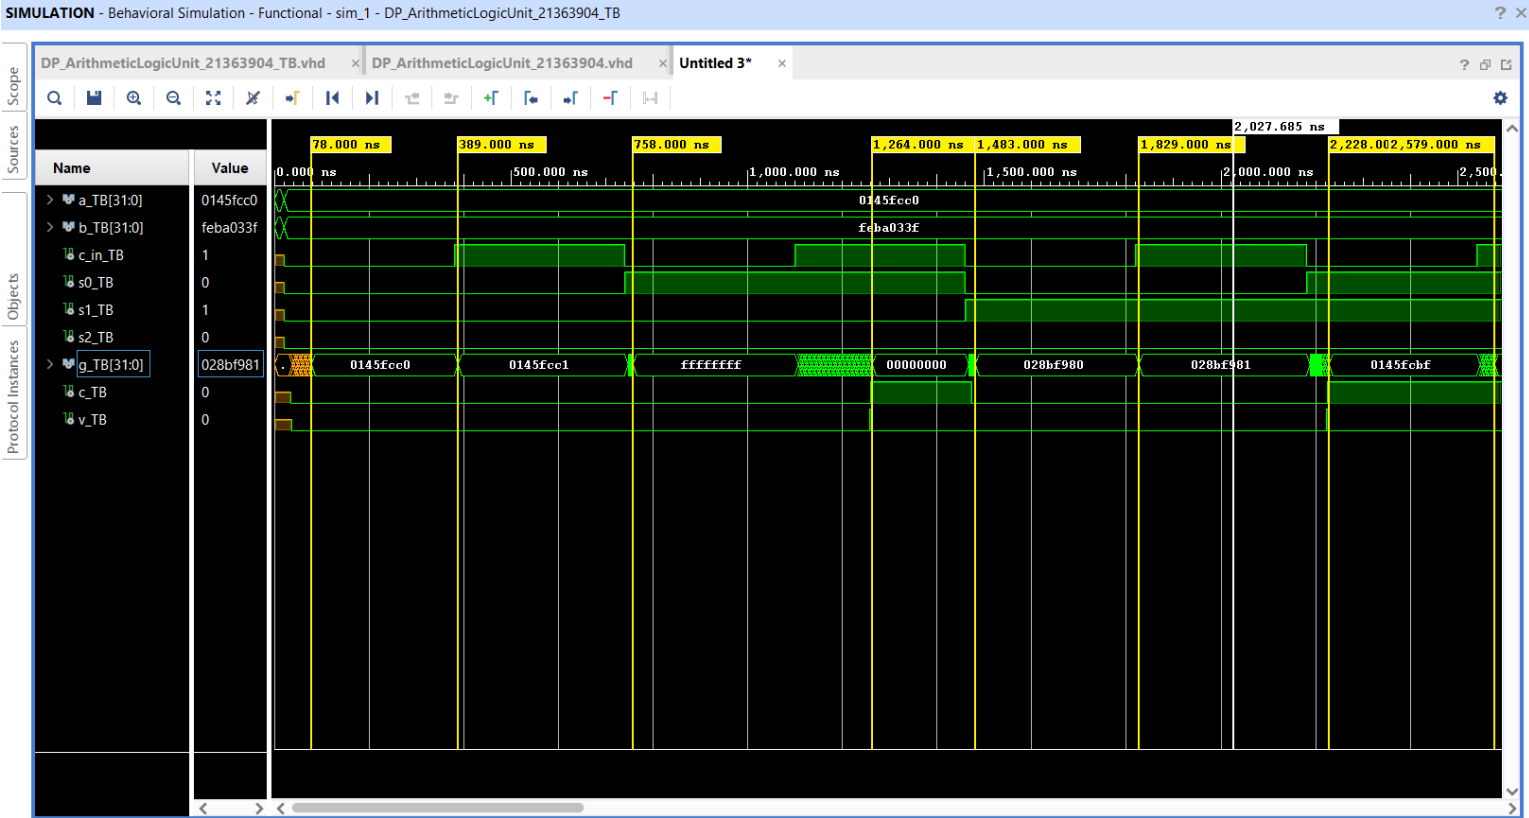 SIMULATION - Behavioral Simulation - Functional - sim_1 - DP_ArithmeticLogicUnit_21363904_TB
Scope
Sources
Objects
Protocol Instances
DP_ArithmeticLogicUnit_21363904_TB.vhd
DP_ArithmeticLogicUnit_21363904.vhd
Untitled 3*
2,027.685 ns
78.000 ns
389.000 ns
758.000 ns
1,264.000 ns
1,483.000 ns
1,829.000 ns
2,228.00
2,579.000 ns
Name
Value
0.000 ns
500.000 ns
1,000.000 ns
1,500.000 ns
2,000.000 ns
2,500.
a_TB[31:0]
0145fcc0
0145fcc0
b_TB[31:0]
feba033f
feba033f
c_in_TB
1
s0_TB
0
s1_TB
1
s2_TB
0
g_TB[31:0]
028bf981
0145fcc0
0145fcc1
ffffffff
00000000
028bf980
028bf981
0145fcbf
c_TB
0
v_TB
0